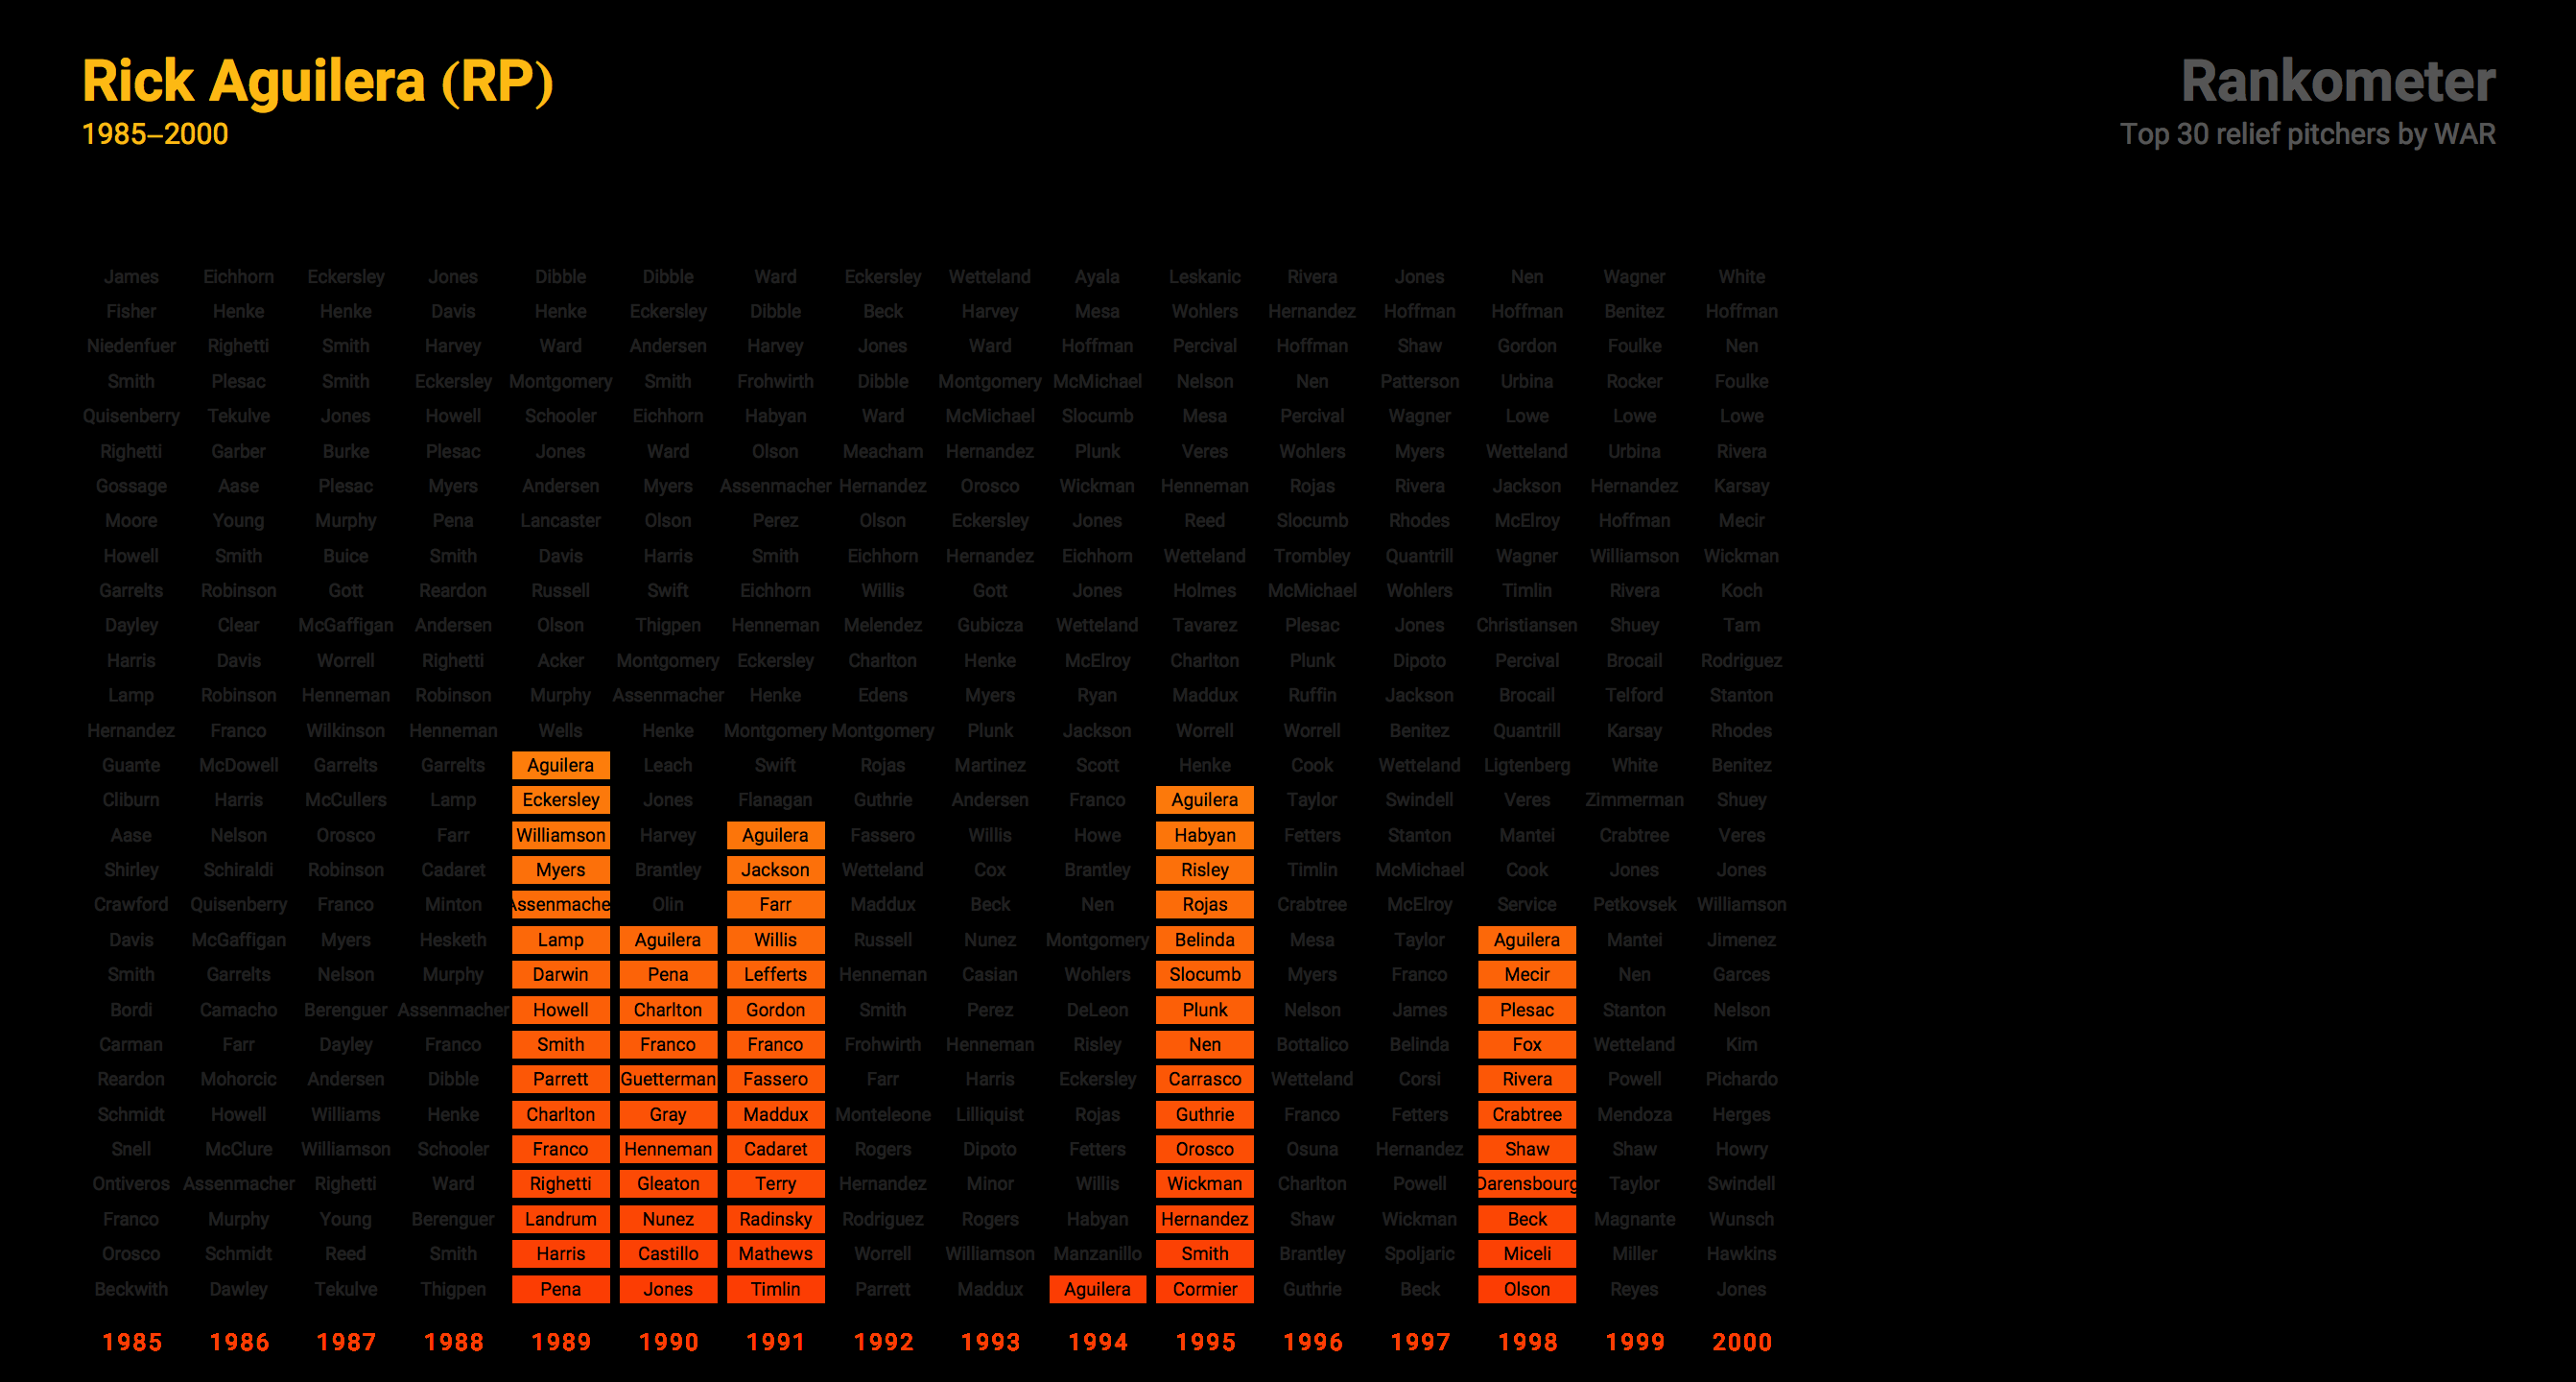 Rick Aguilera (RP)
1985–2000
Rankometer
Top 30 relief pitchers by WAR
James Eichhorn Eckersley Jones Dibble Dibble Ward Eckersley Wetteland Ayala Leskanic Rivera Jones Nen Wagner White
Fisher Henke Henke Davis Henke Eckersley Dibble Beck Harvey Mesa Wohlers Hernandez Hoffman Hoffman Benitez Hoffman
Niedenfuer Righetti Smith Harvey Ward Andersen Harvey Jones Ward Hoffman Percival Hoffman Shaw Gordon Foulke Nen
Smith Plesac Smith Eckersley Montgomery Smith Frohwirth Dibble Montgomery McMichael Nelson Nen Patterson Urbina Rocker Foulke
Quisenberry Tekulve Jones Howell Schooler Eichhorn Habyan Ward McMichael Slocumb Mesa Percival Wagner Lowe Lowe Lowe
Righetti Garber Burke Plesac Jones Ward Olson Meacham Hernandez Plunk Veres Wohlers Myers Wetteland Urbina Rivera
Gossage Aase Plesac Myers Andersen Myers Assenmacher Hernandez Orosco Wickman Henneman Rojas Rivera Jackson Hernandez Karsay
Moore Young Murphy Pena Lancaster Olson Perez Olson Eckersley Jones Reed Slocumb Rhodes McElroy Hoffman Mecir
Howell Smith Buice Smith Davis Harris Smith Eichhorn Hernandez Eichhorn Wetteland Trombley Quantrill Wagner Williamson Wickman
Garrelts Robinson Gott Reardon Russell Swift Eichhorn Willis Gott Jones Holmes McMichael Wohlers Timlin Rivera Koch
Dayley Clear McGaffigan Andersen Olson Thigpen Henneman Melendez Gubicza Wetteland Tavarez Plesac Jones Christiansen Shuey Tam
Harris Davis Worrell Righetti Acker Montgomery Eckersley Charlton Henke McElroy Charlton Plunk Dipoto Percival Brocail Rodriguez
Lamp Robinson Henneman Robinson Murphy Assenmacher Henke Edens Myers Ryan Maddux Ruffin Jackson Brocail Telford Stanton
Hernandez Franco Wilkinson Henneman Wells Henke Montgomery Montgomery Plunk Jackson Worrell Worrell Benitez Quantrill Karsay Rhodes
Guante McDowell Garrelts Garrelts Aguilera Leach Swift Rojas Martinez Scott Henke Cook Wetteland Ligtenberg White Benitez
Cliburn Harris McCullers Lamp Eckersley Jones Flanagan Guthrie Andersen Franco Aguilera Taylor Swindell Veres Zimmerman Shuey
Aase Nelson Orosco Farr Williamson Harvey Aguilera Fassero Willis Howe Habyan Fetters Stanton Mantei Crabtree Veres
Shirley Schiraldi Robinson Cadaret Myers Brantley Jackson Wetteland Cox Brantley Risley Timlin McMichael Cook Jones Jones
Crawford Quisenberry Franco Minton Assenmache Olin Farr Maddux Beck Nen Rojas Crabtree McElroy Service Petkovsek Williamson
Davis McGaffigan Myers Hesketh Lamp Aguilera Willis Russell Nunez Montgomery Belinda Mesa Taylor Aguilera Mantei Jimenez
Smith Garrelts Nelson Murphy Darwin Pena Lefferts Henneman Casian Wohlers Slocumb Myers Franco Mecir Nen Garces
Bordi Camacho Berenguer Assenmacher Howell Charlton Gordon Smith Perez DeLeon Plunk Nelson James Plesac Stanton Nelson
Carman Farr Dayley Franco Smith Franco Franco Frohwirth Henneman Risley Nen Bottalico Belinda Fox Wetteland Kim
Reardon Mohorcic Andersen Dibble Parrett Guetterman Fassero Farr Harris Eckersley Carrasco Wetteland Corsi Rivera Powell Pichardo
Schmidt Howell Williams Henke Charlton Gray Maddux Monteleone Lilliquist Rojas Guthrie Franco Fetters Crabtree Mendoza Herges
Snell McClure Williamson Schooler Franco Henneman Cadaret Rogers Dipoto Fetters Orosco Osuna Hernandez Shaw Shaw Howry
Ontiveros Assenmacher Righetti Ward Righetti Gleaton Terry Hernandez Minor Willis Wickman Charlton Powell Darensbourg Taylor Swindell
Franco Murphy Young Berenguer Landrum Nunez Radinsky Rodriguez Rogers Habyan Hernandez Shaw Wickman Beck Magnante Wunsch
Orosco Schmidt Reed Smith Harris Castillo Mathews Worrell Williamson Manzanillo Smith Brantley Spoljaric Miceli Miller Hawkins
Beckwith Dawley Tekulve Thigpen Pena Jones Timlin Parrett Maddux Aguilera Cormier Guthrie Beck Olson Reyes Jones
1985 1986 1987 1988 1989 1990 1991 1992 1993 1994 1995 1996 1997 1998 1999 2000